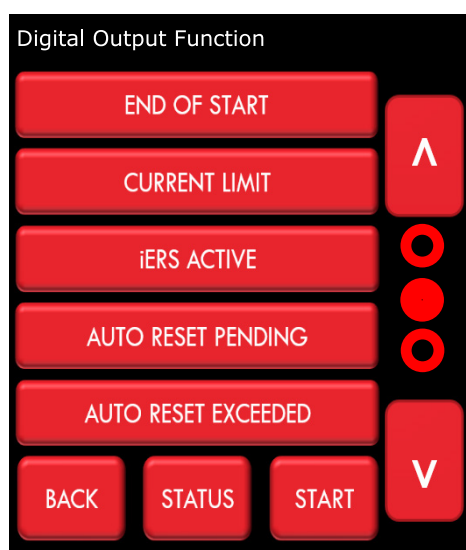 Digital Output Function
END OF START
CURRENT LIMIT
iERS ACTIVE
AUTO RESET PENDING
AUTO RESET EXCEEDED
BACK STATUS START